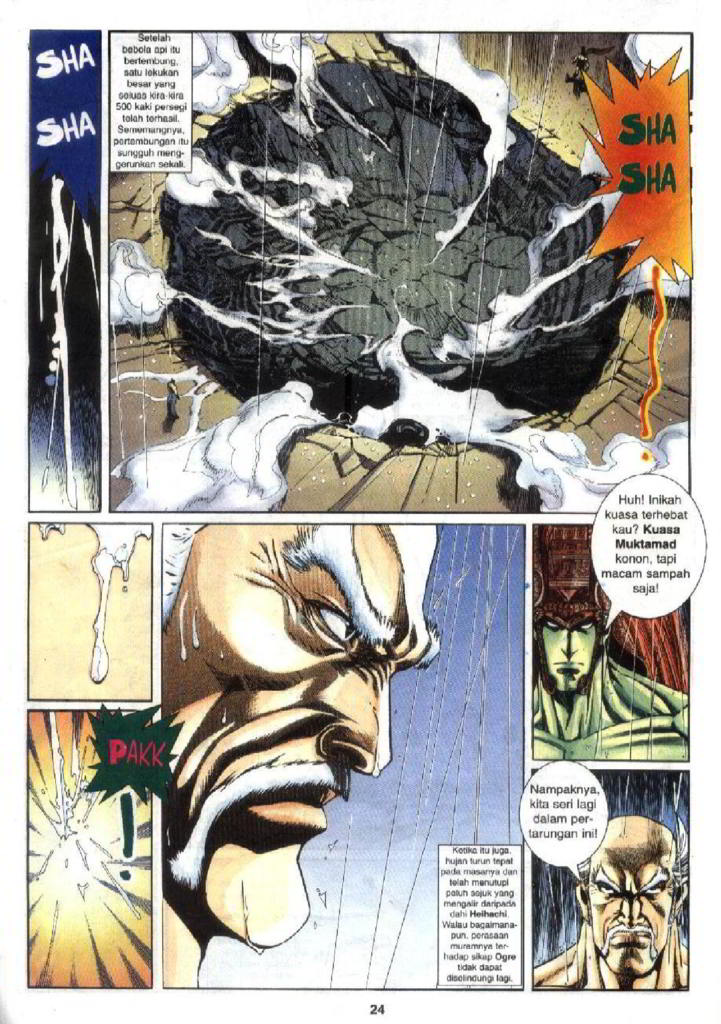 SHA
SHA
Setelah
bebola api itu
bertembung,
satu lekukan
besar yang
seluas kira-kira
500 kaki persegi
telah terhasil.
Sememangnya,
pertambungan itu
sungguh meng-
gerunkan sekali.
SHA
SHA
Huh! Inikah
kuasa terhebat
kau? Kuasa
Muktamad
konon, tapi
macam sampah
saja!
PAKK
!
Ketika itu juga,
hujan turun tepat
pada masanya dan
telah menutupi
peluh sejuk yang
mengalir daripada
dahi Heihachi.
Walau bagaimana-
pun, perasaan
muramnya ter-
hadap sikap Ogre
tidak dapat
diselindungi lagi.
Nampaknya,
kita seri lagi
dalam per-
tarungan ini!
24